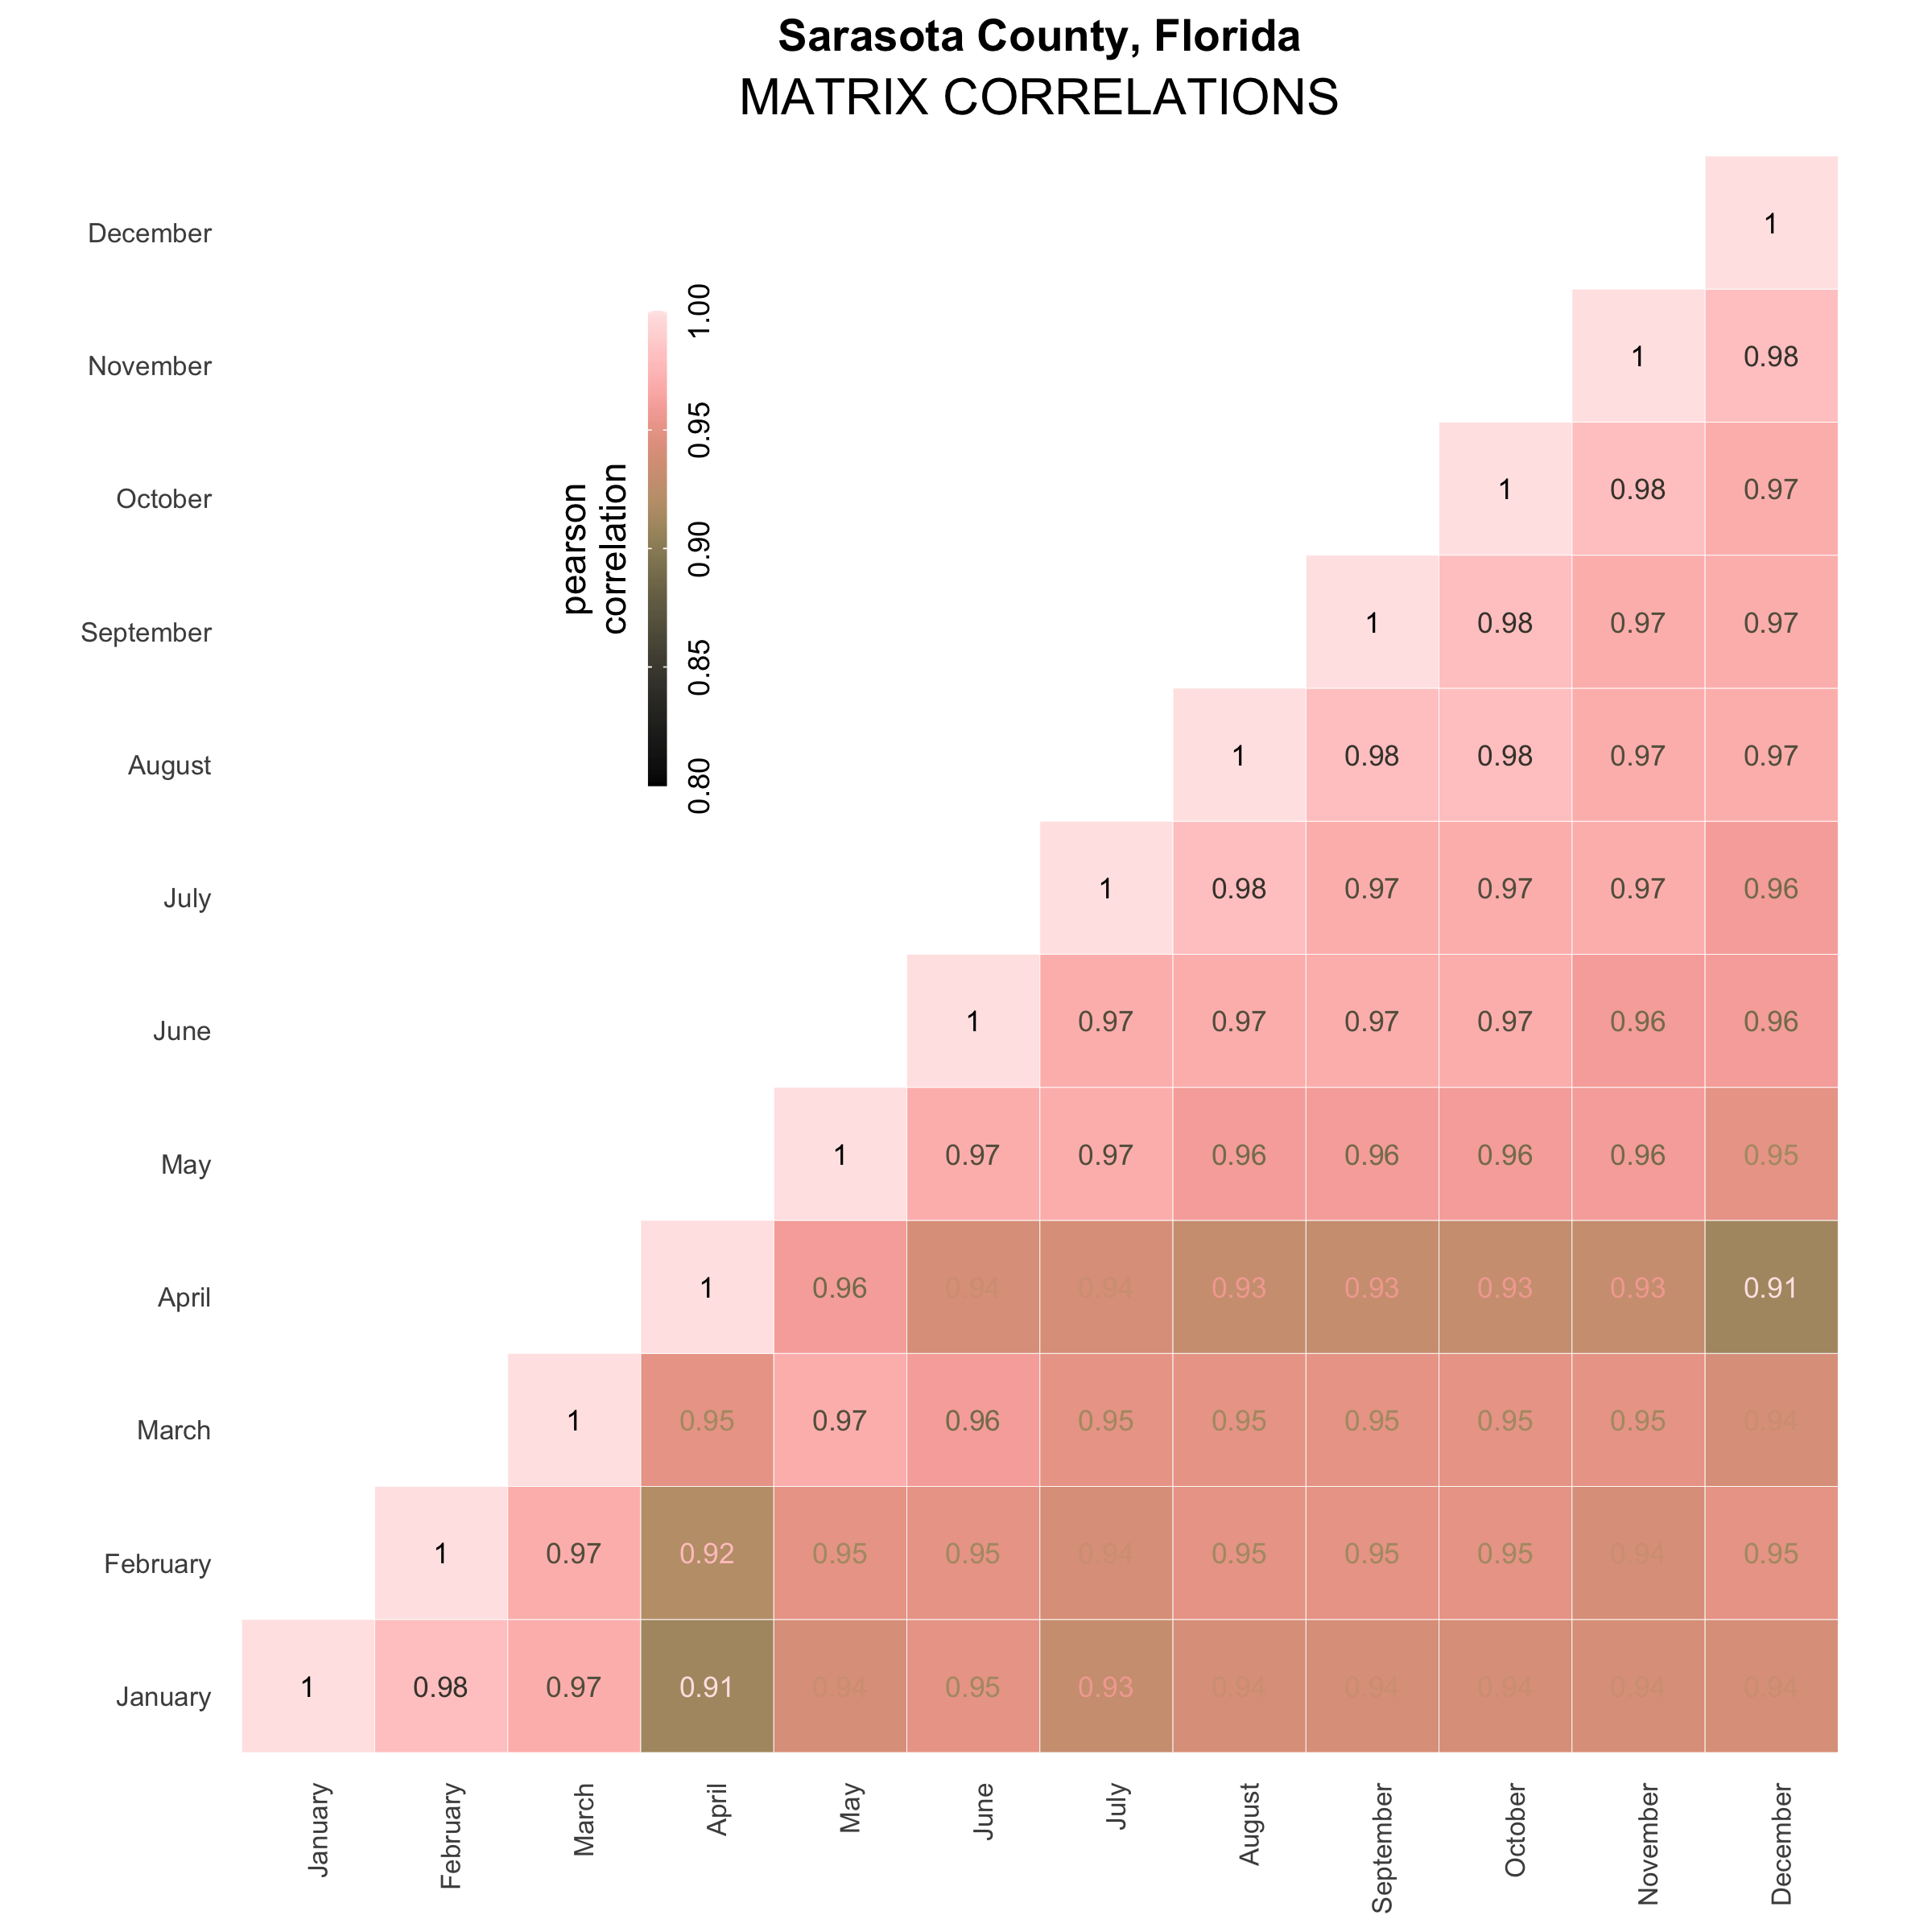 Sarasota County, Florida
MATRIX CORRELATIONS
December 1
November 1 0.98
October 1 0.98 0.97
September 1 0.98 0.97 0.97
August 1 0.98 0.98 0.97 0.97
July 1 0.98 0.97 0.97 0.97 0.96
June 1 0.97 0.97 0.97 0.97 0.96 0.96
May 1 0.97 0.97 0.96 0.96 0.96 0.96 0.95
April 1 0.96 0.94 0.94 0.93 0.93 0.93 0.93 0.91
March 1 0.95 0.97 0.96 0.95 0.95 0.95 0.95 0.95 0.94
February 1 0.97 0.92 0.95 0.95 0.94 0.95 0.95 0.95 0.94 0.95
January 1 0.98 0.97 0.91 0.94 0.95 0.93 0.94 0.94 0.94 0.94 0.94
January February March April May June July August September October November December
pearson
correlation
0.80 0.85 0.90 0.95 1.00